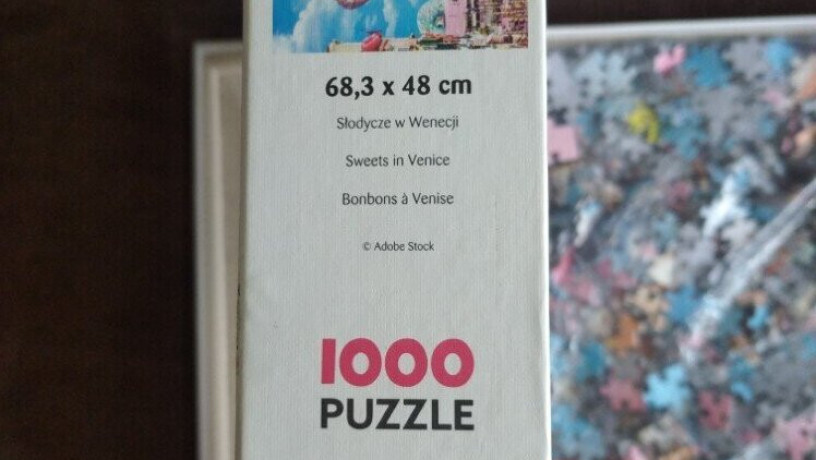 68,3 x 48 cm
Słodycze w Wenecji
Sweets in Venice
Bonbons à Venise
© Adobe Stock
1000
PUZZLE